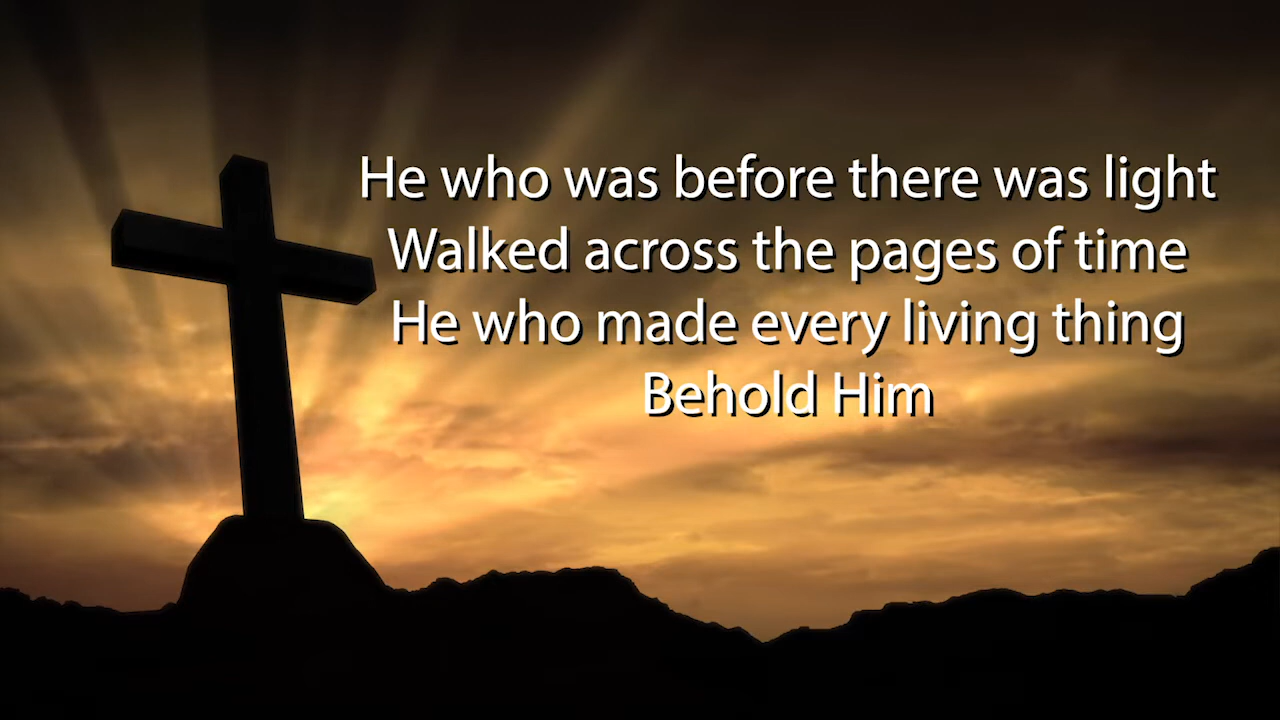 He who was before there was light
Walked across the pages of time
He who made every living thing
Behold Him